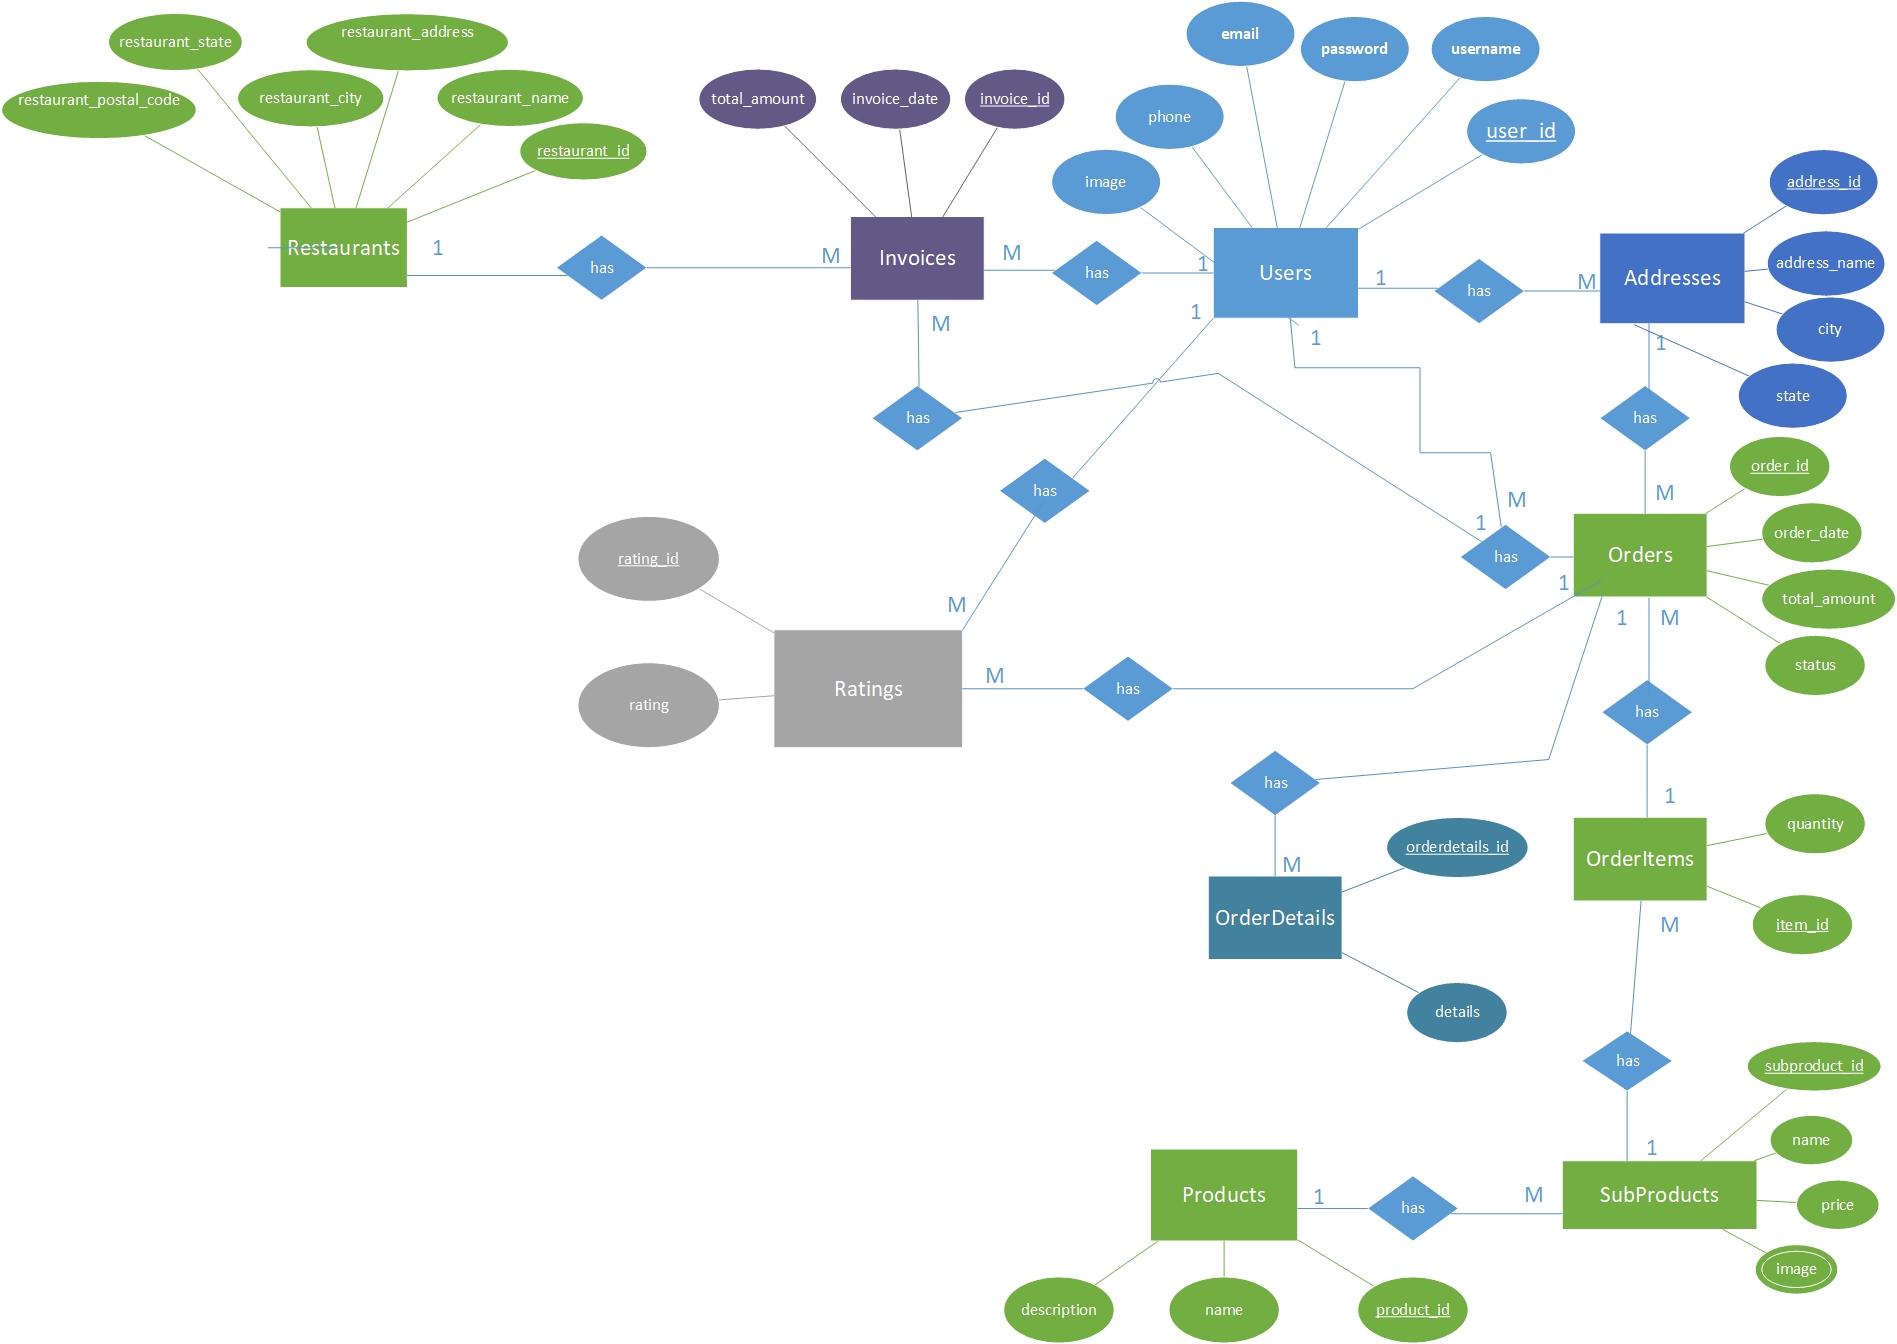 restaurant_state
restaurant_address
restaurant_postal_code
restaurant_city
restaurant_name
restaurant_id
Restaurants
1
has
M
total_amount
invoice_date
invoice_id
Invoices
M
has
1
M
has
email
password
username
phone
user_id
image
Users
1
1
1
has
M
address_id
address_name
city
state
Addresses
1
has
M
has
M
M
1
has
order_id
order_date
total_amount
status
Orders
1
1
M
rating_id
rating
Ratings
M
has
has
1
has
M
orderdetails_id
OrderDetails
details
quantity
OrderItems
item_id
M
has
1
subproduct_id
name
price
image
SubProducts
M
has
1
Products
description
name
product_id